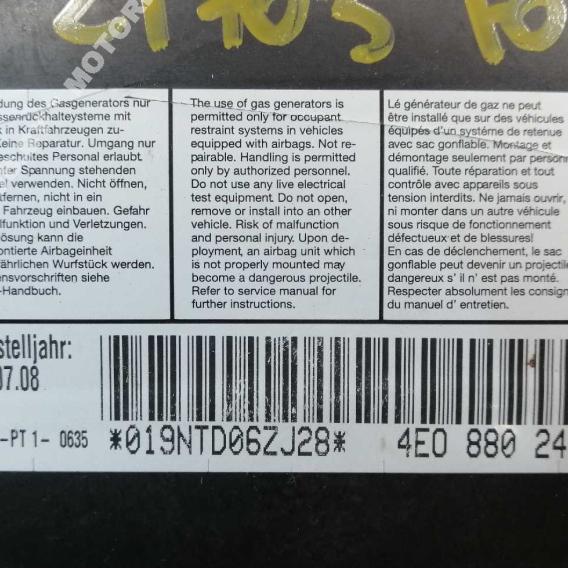 21705
MOTOR
dung des Gasgenerators nur
ssenrückhalteysteme mit
k in Kraftfahrzeugen zu-
Keine Reparatur. Umgang nur
eschultes Personal erlaubt
nter Spannung stehenden
el verwenden. Nicht öffnen,
tfernen, nicht in ein
Fahrzeug einbauen. Gefahr
lfunktion und Verletzungen.
lösung kann die
ontierte Airbageinheit
fährlichen Wurfstück werden.
ensvorschriften siehe
-Handbuch.
The use of gas generators is
permitted only for occupant
restraint systems in vehicles
equipped with airbags. Not re-
pairable. Handling is permitted
only by authorized personnel.
Do not use any live electrical
test equipment. Do not open,
remove or install into an other
vehicle. Risk of malfunction
and personal injury. Upon de-
ployment, an airbag unit which
is not properly mounted may
become a dangerous projectile.
Refer to service manual for
further instructions.
Lé générateur de gaz ne peut
être installé que sur des véhicules
équipés d'un systéme de retenue
avec sac gonflable. Montage et
démontage seulement par personn
qualifié. Toute réparation et tout
contrôle avec appareils sous
tension interdits. Ne jamais ouvrir,
ni monter dans un autre véhicule
sous risque de fonctionnement
défectueux et de blessures!
En cas de déclenchement, le sac
gonflable peut devenir un projectile
dangereux s' il n' est pas monté.
Respecter absolument les consign
du manuel d' entretien.
stelljahr:
07.08
-PT1- 0635
*019NTD06ZJ28*
4E0 880 24